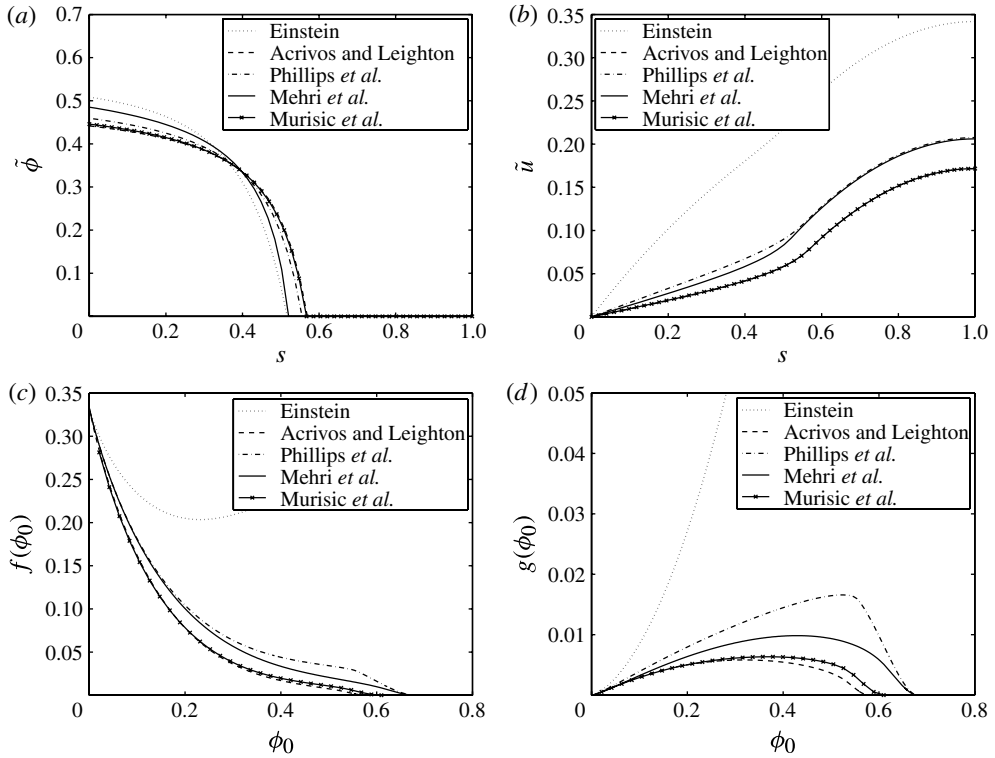 (a)
0.7
0.6
0.5
0.4
0.3
0.2
0.1
ϕ̃
Einstein
Acrivos and Leighton
Phillips et al.
Mehri et al.
Murisic et al.
0 0.2 0.4 0.6 0.8 1.0
s
(b)
0.35
0.30
0.25
0.20
0.15
0.10
0.05
ũ
Einstein
Acrivos and Leighton
Phillips et al.
Mehri et al.
Murisic et al.
0 0.2 0.4 0.6 0.8 1.0
s
(c)
0.35
0.30
0.25
0.20
0.15
0.10
0.05
f(ϕ0)
Einstein
Acrivos and Leighton
Phillips et al.
Mehri et al.
Murisic et al.
0 0.2 0.4 0.6 0.8
ϕ0
(d)
0.05
0.04
0.03
0.02
0.01
g(ϕ0)
Einstein
Acrivos and Leighton
Phillips et al.
Mehri et al.
Murisic et al.
0 0.2 0.4 0.6 0.8
ϕ0